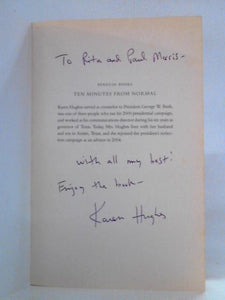 To Rita and Paul Morris-
BERKLEY BOOKS
TEN MINUTES FROM NORMAL
Karen Hughes served as counselor to President George W. Bush,
was one of three people who ran his 2000 presidential campaign,
and worked as his communications director during his six years as
governor of Texas. Today Mrs. Hughes lives with her husband
and son in Austin, Texas, and she rejoined the president's reelec-
tion campaign as an advisor in 2004.
with all my best!
Enjoy the book-
Karen Hughes